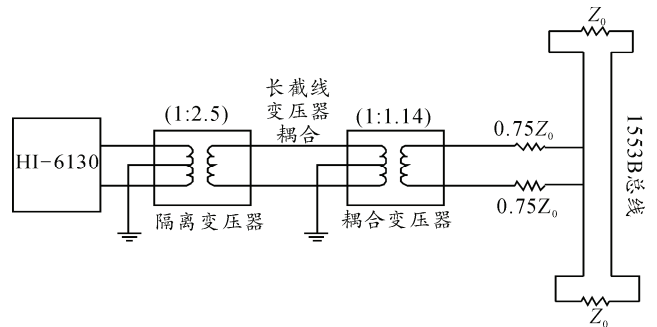 Z₀
长截线
变压器
耦合
(1:2.5)
(1:1.14)
0.75Z₀
HI-6130
1553B总线
0.75Z₀
隔离变压器
耦合变压器
Z₀